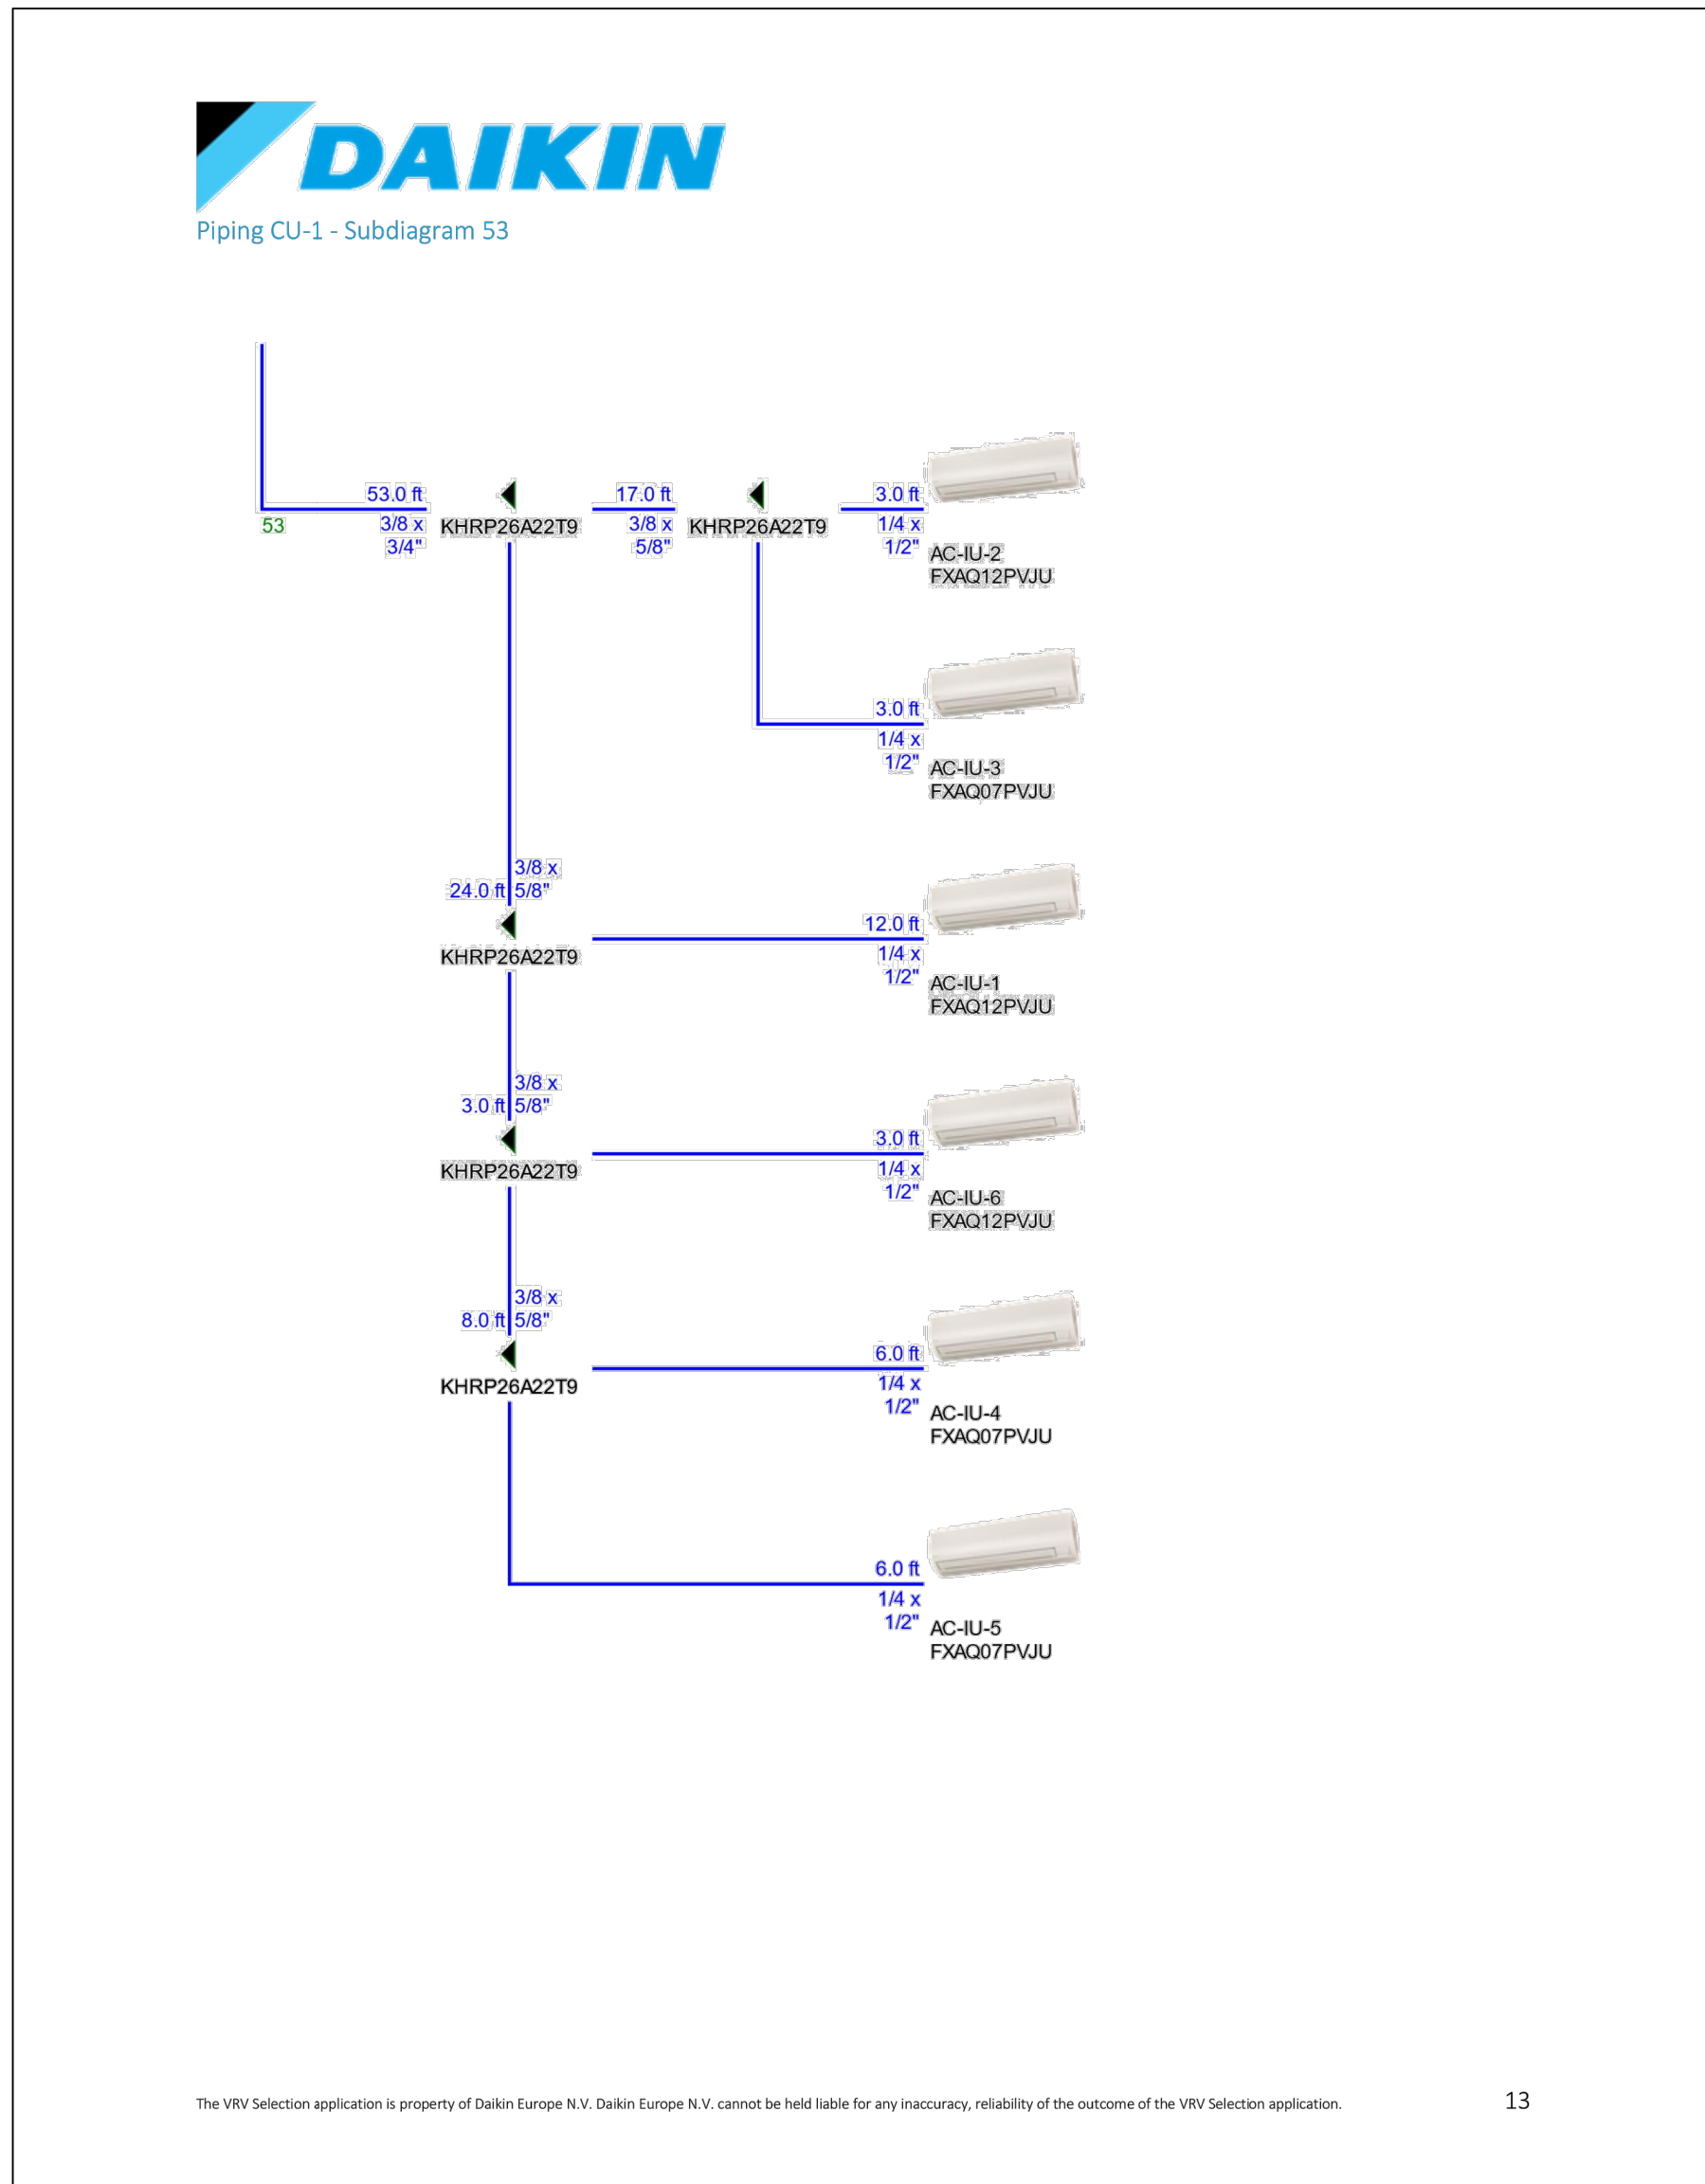 DAIKIN
Piping CU-1 - Subdiagram 53
53.0 ft
17.0 ft
3.0 ft
53
3/8 x
3/4"
KHRP26A22T9
3/8 x
5/8"
KHRP26A22T9
1/4 x
1/2"
AC-IU-2
FXAQ12PVJU
3.0 ft
1/4 x
1/2"
AC-IU-3
FXAQ07PVJU
3/8 x
24.0 ft 5/8"
KHRP26A22T9
12.0 ft
1/4 x
1/2"
AC-IU-1
FXAQ12PVJU
3/8 x
3.0 ft 5/8"
KHRP26A22T9
3.0 ft
1/4 x
1/2"
AC-IU-6
FXAQ12PVJU
3/8 x
8.0 ft 5/8"
KHRP26A22T9
6.0 ft
1/4 x
1/2"
AC-IU-4
FXAQ07PVJU
6.0 ft
1/4 x
1/2"
AC-IU-5
FXAQ07PVJU
The VRV Selection application is property of Daikin Europe N.V. Daikin Europe N.V. cannot be held liable for any inaccuracy, reliability of the outcome of the VRV Selection application.
13